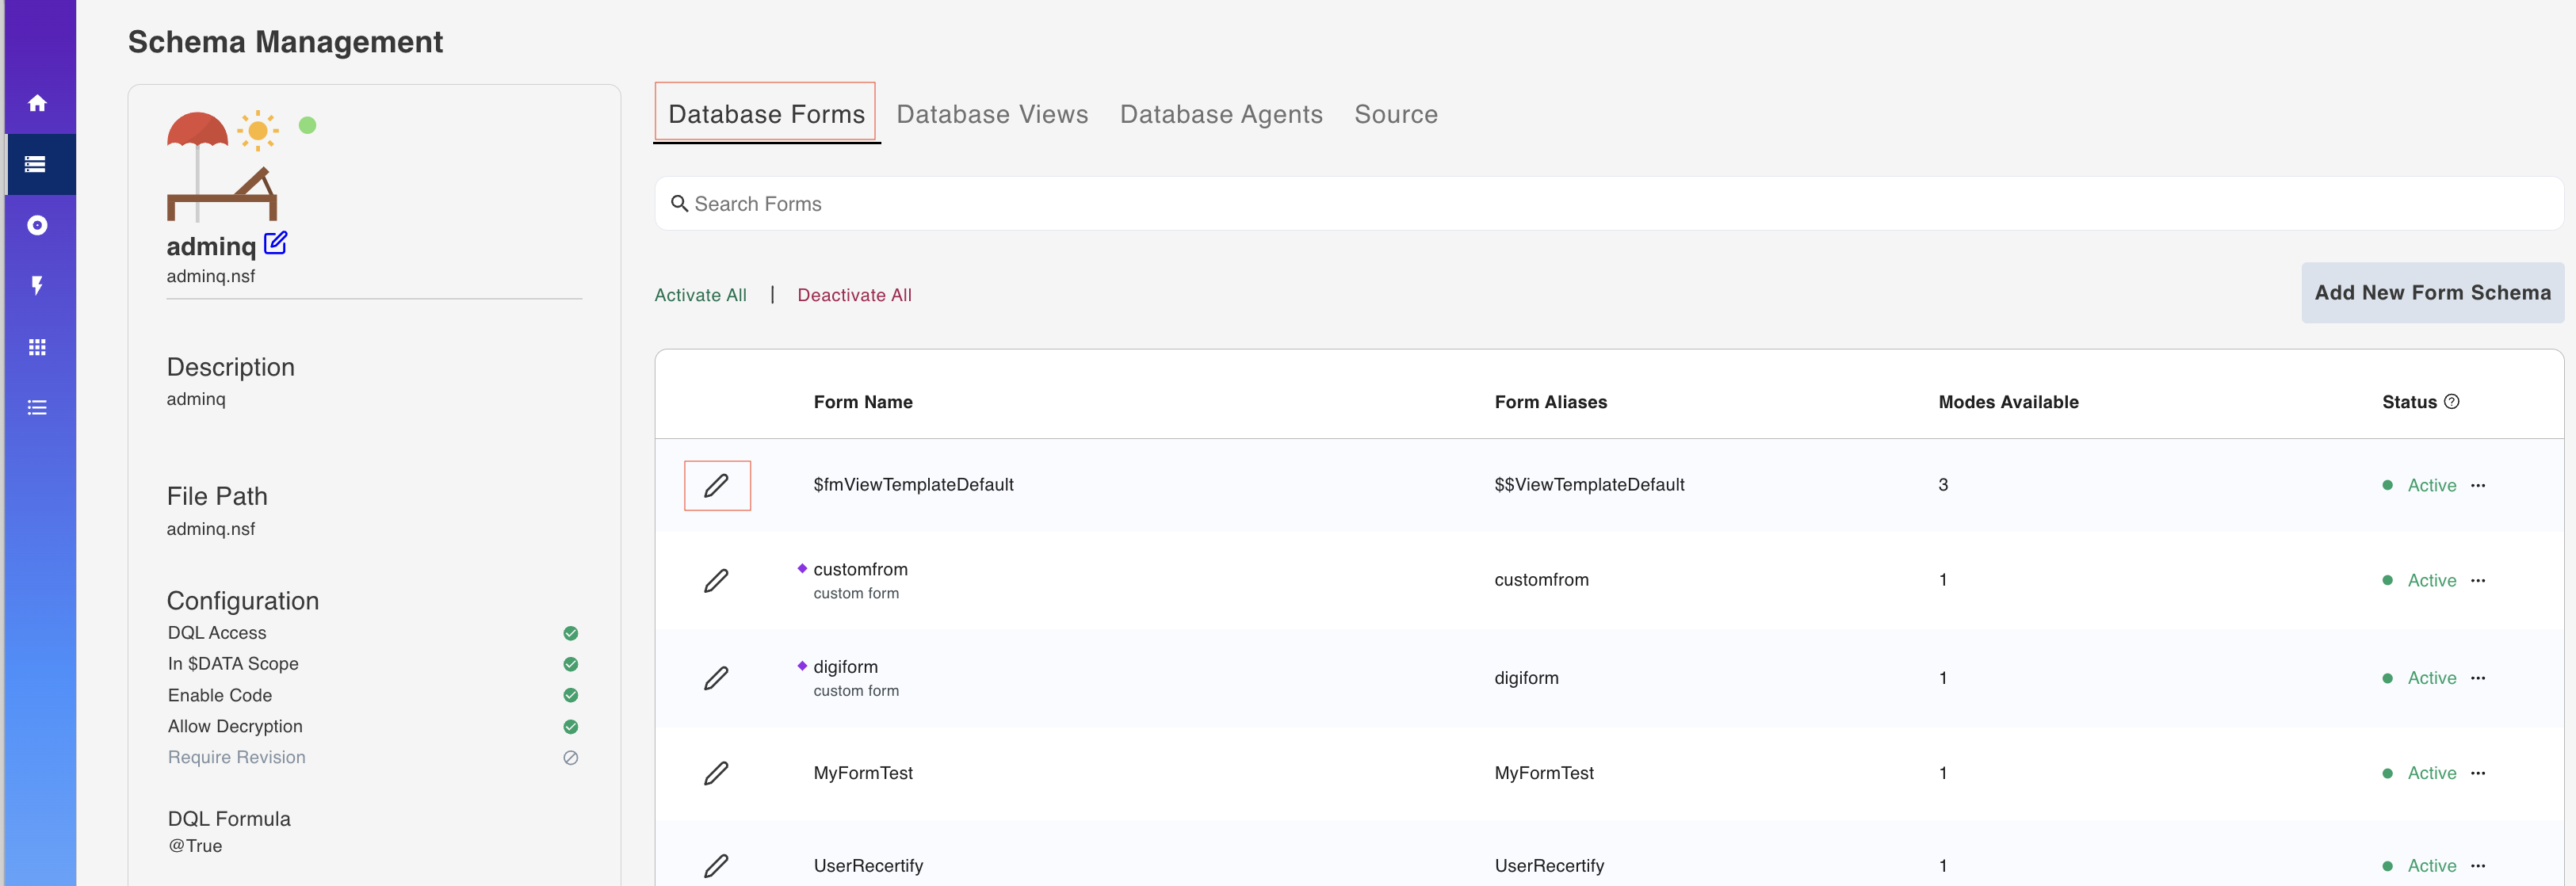 Schema Management
adminq
adminq.nsf
Description
adminq
File Path
adminq.nsf
Configuration
DQL Access
In $DATA Scope
Enable Code
Allow Decryption
Require Revision
DQL Formula
@True
Database Forms Database Views Database Agents Source
Search Forms
Activate All | Deactivate All
Add New Form Schema
Form Name Form Aliases Modes Available Status
$fmViewTemplateDefault $$ViewTemplateDefault 3 Active ...
customfrom customfrom 1 Active ...
custom form
digiform digiform 1 Active ...
custom form
MyFormTest MyFormTest 1 Active ...
UserRecertify UserRecertify 1 Active ...